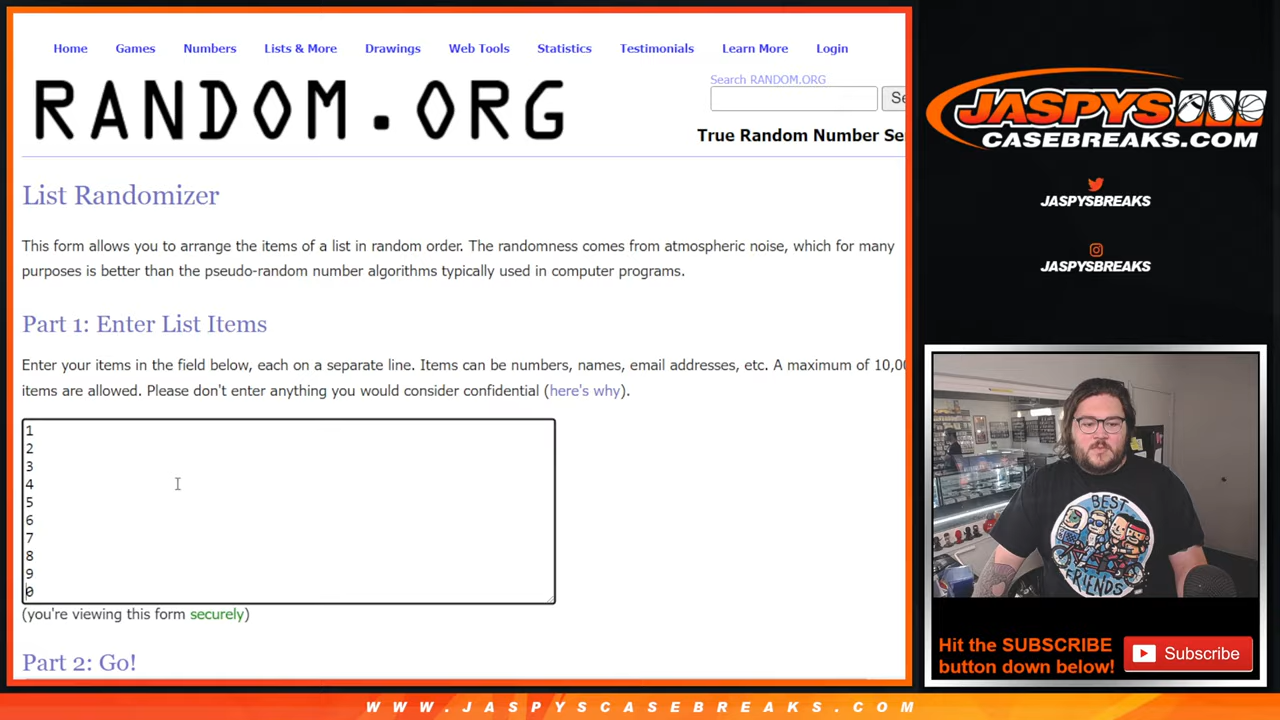 Home Games Numbers Lists & More Drawings Web Tools Statistics Testimonials Learn More Login
RANDOM.ORG
Search RANDOM.ORG
True Random Number
List Randomizer
This form allows you to arrange the items of a list in random order. The randomness comes from atmospheric noise, which for many
purposes is better than the pseudo-random number algorithms typically used in computer programs.
Part 1: Enter List Items
Enter your items in the field below, each on a separate line. Items can be numbers, names, email addresses, etc. A maximum of
items are allowed. Please don't enter anything you would consider confidential (here's why).
1
2
3
4
5
6
7
8
9
0
(you're viewing this form securely)
Part 2: Go!
JASPYS
CASEBREAKS.COM
JASPYSBREAKS
JASPYSBREAKS
BEST
FRIENDS
Hit the SUBSCRIBE
button down below!
Subscribe
WWW.JASPYSCASEBREAKS.COM